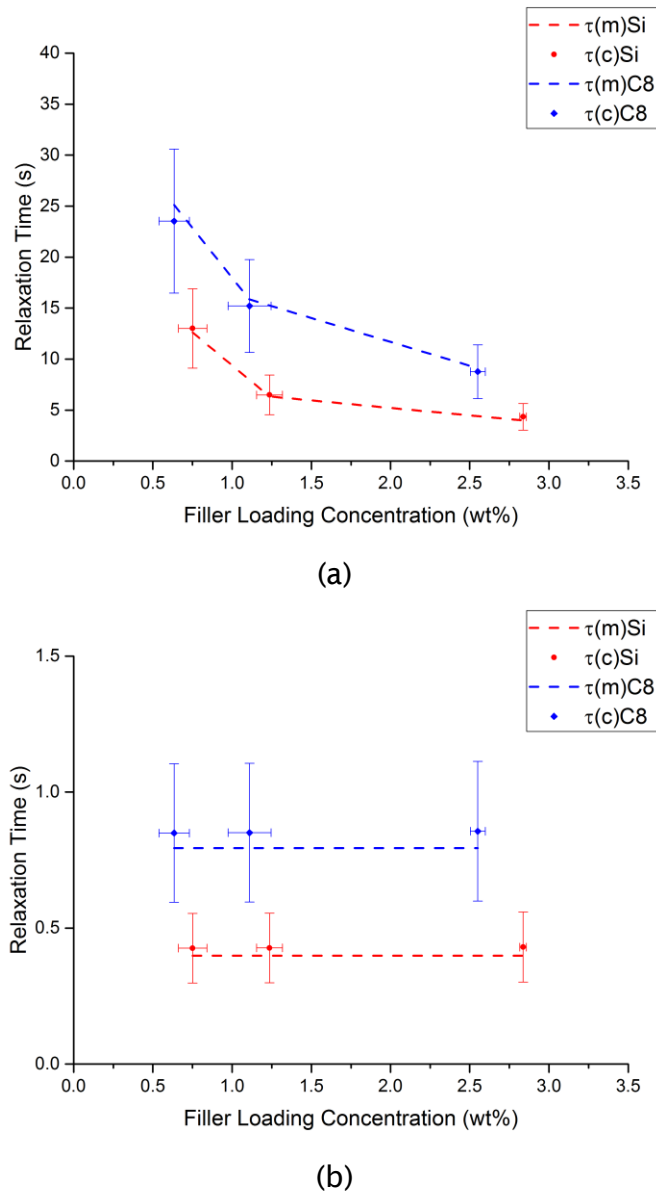 τ(m)Si
τ(c)Si
τ(m)C8
τ(c)C8
40
35
30
25
20
15
10
5
0
Relaxation Time (s)
0.0 0.5 1.0 1.5 2.0 2.5 3.0 3.5
Filler Loading Concentration (wt%)
(a)
τ(m)Si
τ(c)Si
τ(m)C8
τ(c)C8
1.5
1.0
0.5
0.0
Relaxation Time (s)
0.0 0.5 1.0 1.5 2.0 2.5 3.0 3.5
Filler Loading Concentration (wt%)
(b)